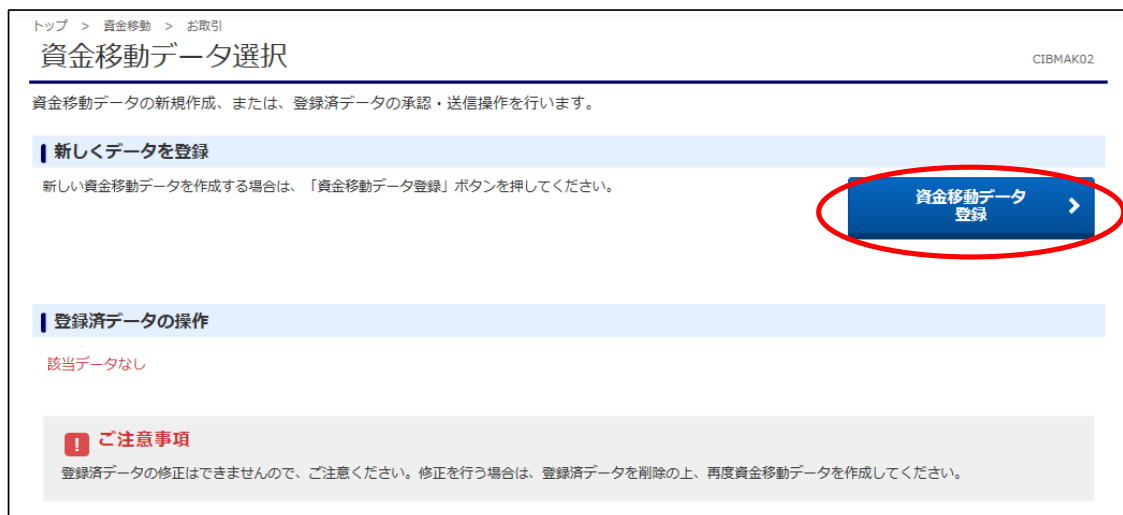 トップ > 資金移動 > お取引
資金移動データ選択
CIBMAK02
資金移動データの新規作成、または、登録済データの承認・送信操作を行います。
新しくデータを登録
新しい資金移動データを作成する場合は、「資金移動データ登録」ボタンを押してください。
資金移動データ
登録
登録済データの操作
該当データなし
ご注意事項
登録済データの修正はできませんので、ご注意ください。修正を行う場合は、登録済データを削除の上、再度資金移動データを作成してください。